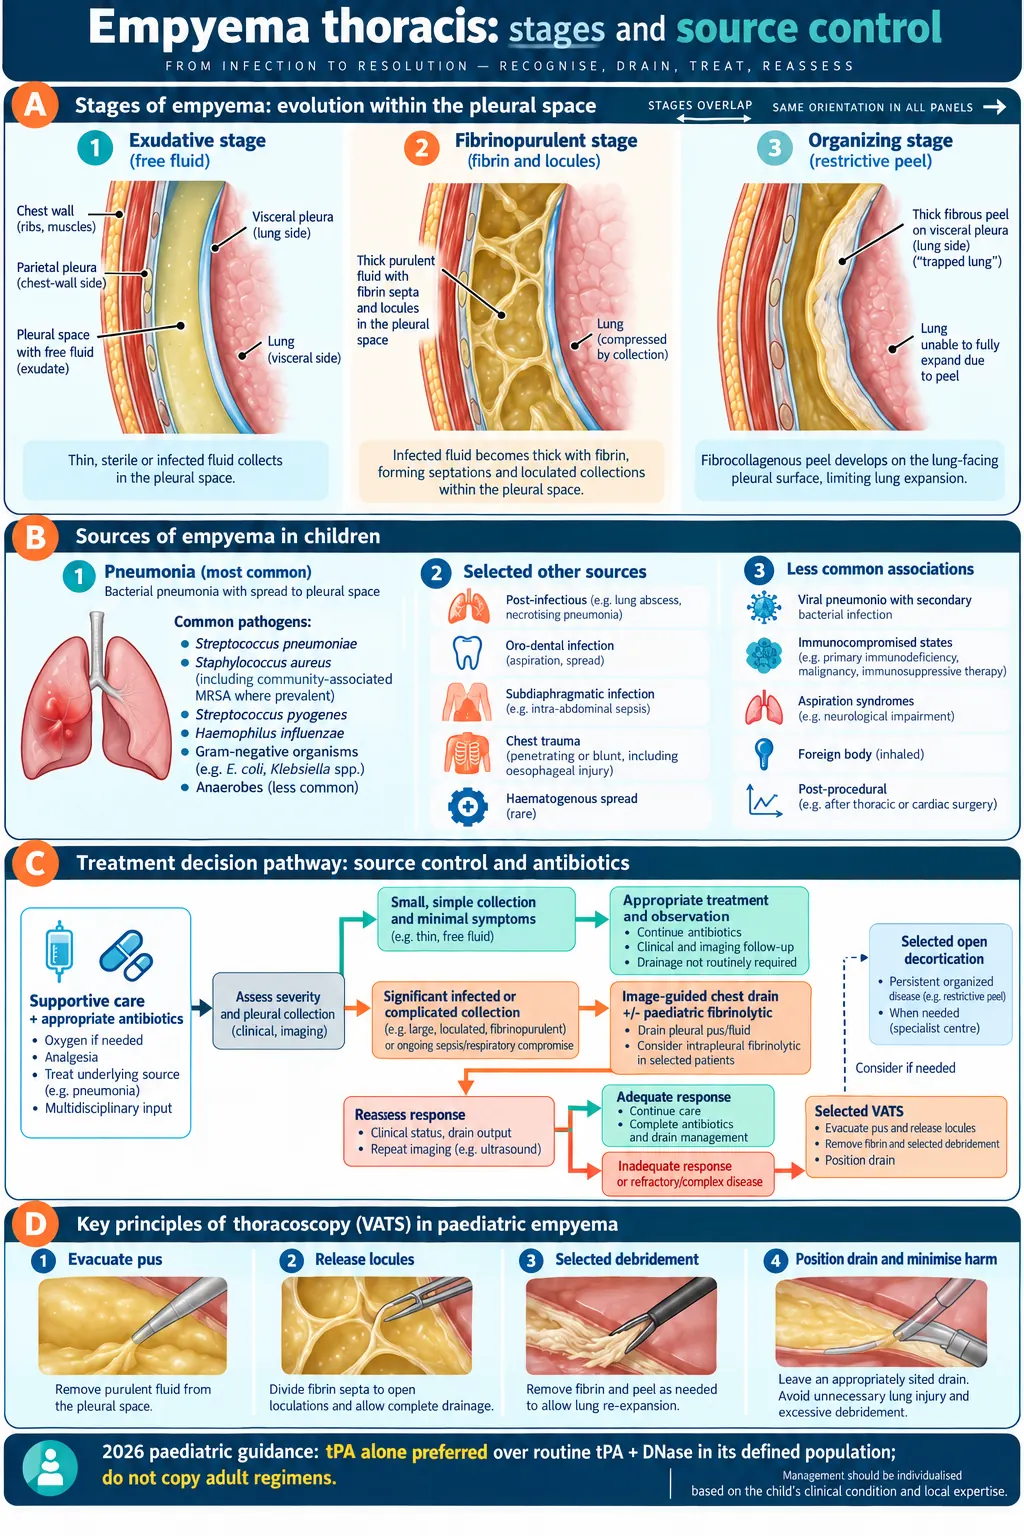 Empyema thoracis: stages and source control
FROM INFECTION TO RESOLUTION — RECOGNISE, DRAIN, TREAT, REASSESS
A
Stages of empyema: evolution within the pleural space
STAGES OVERLAP
SAME ORIENTATION IN ALL PANELS
1
Exudative stage
(free fluid)
Chest wall
(ribs, muscles)
Parietal pleura
(chest-wall side)
Pleural space
with free fluid
(exudate)
Visceral pleura
(lung side)
Lung
(visceral side)
Thin, sterile or infected fluid collects
in the pleural space.
2
Fibrinopurulent stage
(fibrin and locules)
Thick purulent
fluid with
fibrin septa
and locules
in the pleural
space
Lung
(compressed
by collection)
Infected fluid becomes thick with fibrin,
forming septations and loculated collections
within the pleural space.
3
Organizing stage
(restrictive peel)
Thick fibrous peel
on visceral pleura
(lung side)
(“trapped lung”)
Lung
unable to fully
expand due
to peel
Fibrocollagenous peel develops on the lung-facing
pleural surface, limiting lung expansion.
B
Sources of empyema in children
1
Pneumonia (most common)
Bacterial pneumonia with spread to pleural space
Common pathogens:
• Streptococcus pneumoniae
• Staphylococcus aureus
(including community-associated
MRSA where prevalent)
• Streptococcus pyogenes
• Haemophilus influenzae
• Gram-negative organisms
(e.g. E. coli, Klebsiella spp.)
• Anaerobes (less common)
2
Selected other sources
Post-infectious (e.g. lung abscess,
necrotising pneumonia)
Oro-dental infection
(aspiration, spread)
Subdiaphragmatic infection
(e.g. intra-abdominal sepsis)
Chest trauma
(penetrating or blunt, including
oesophageal injury)
Haematogenous spread
(rare)
3
Less common associations
Viral pneumonio with secondary
bacterial infection
Immunocompromised states
(e.g. primary immunodeficiency,
malignancy, immunosuppressive therapy)
Aspiration syndromes
(e.g. neurological impairment)
Foreign body (inhaled)
Post-procedural
(e.g. after thoracic or cardiac surgery)
C
Treatment decision pathway: source control and antibiotics
Supportive care
+ appropriate antibiotics
• Oxygen if needed
• Analgesia
• Treat underlying source
(e.g. pneumonia)
• Multidisciplinary input
Assess severity
and pleural collection
(clinical, imaging)
Small, simple collection
and minimal symptoms
(e.g. thin, free fluid)
Appropriate treatment
and observation
• Continue antibiotics
• Clinical and imaging follow-up
• Drainage not routinely required
Significant infected or
complicated collection
(e.g. large, loculated, fibrinopurulent)
or ongoing sepsis/respiratory compromise
Image-guided chest drain
+/- paediatric fibrinolytic
• Drain pleural pus/fluid
• Consider intrapleural fibrinolytic
in selected patients
Reassess response
• Clinical status, drain output
• Repeat imaging (e.g. ultrasound)
Adequate response
• Continue care
• Complete antibiotics
and drain management
Inadequate response
or refractory/complex disease
Selected VATS
• Evacuate pus and release locules
• Remove fibrin and selected debridement
• Position drain
Consider if needed
Selected open
decortication
• Persistent organized
disease (e.g. restrictive peel)
• When needed
(specialist centre)
D
Key principles of thoracoscopy (VATS) in paediatric empyema
1
Evacuate pus
Remove purulent fluid from
the pleural space.
2
Release locules
Divide fibrin septa to open
loculations and allow complete drainage.
3
Selected debridement
Remove fibrin and peel as needed
to allow lung re-expansion.
4
Position drain and minimise harm
Leave an appropriately sited drain.
Avoid unnecessary lung injury and
excessive debridement.
2026 paediatric guidance: tPA alone preferred over routine tPA + DNase in its defined population;
do not copy adult regimens.
Management should be individualised
based on the child's clinical condition and local expertise.